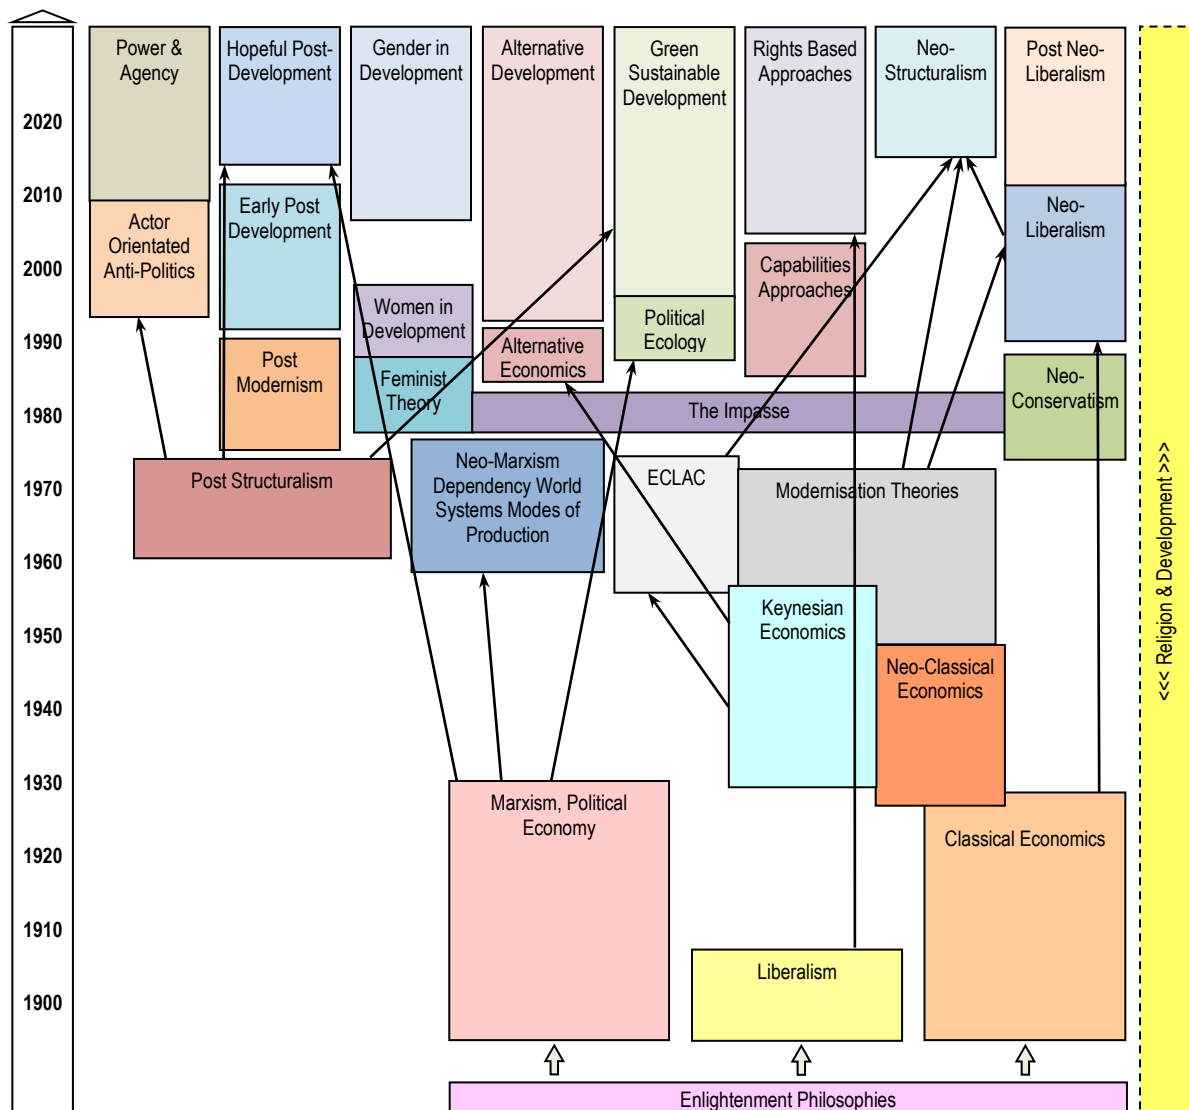 Power &
Agency
Hopeful Post-
Development
Gender in
Development
Alternative
Development
Green
Sustainable
Development
Rights Based
Approaches
Neo-
Structuralism
Post Neo-
Liberalism
2020
2010
Actor
Orientated
Anti-Politics
Early Post
Development
Neo-
Liberalism
2000
Capabilities
Approaches
Women in
Development
Political
Ecology
1990
Post
Modernism
Alternative
Economics
Feminist
Theory
Neo-
Conservatism
1980
The Impasse
1970
Post Structuralism
Neo-Marxism
Dependency World
Systems Modes of
Production
ECLAC
Modernisation Theories
1960
Keynesian
Economics
1950
Neo-Classical
Economics
1940
1930
Marxism, Political
Economy
Classical Economics
1920
1910
Liberalism
1900
Enlightenment Philosophies
<<< Religion & Development >>>